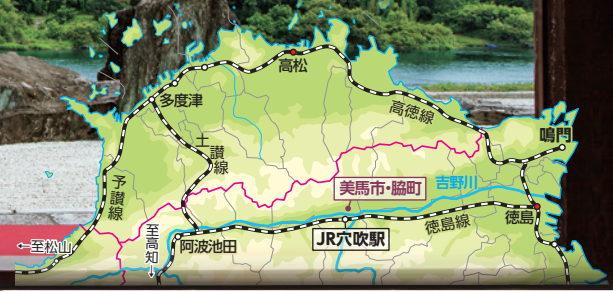 高松
多度津
高徳線
鳴門
土讃線
予讃線
美馬市・脇町
吉野川
徳島
徳島線
JR穴吹駅
阿波池田
至高知↓
←至松山